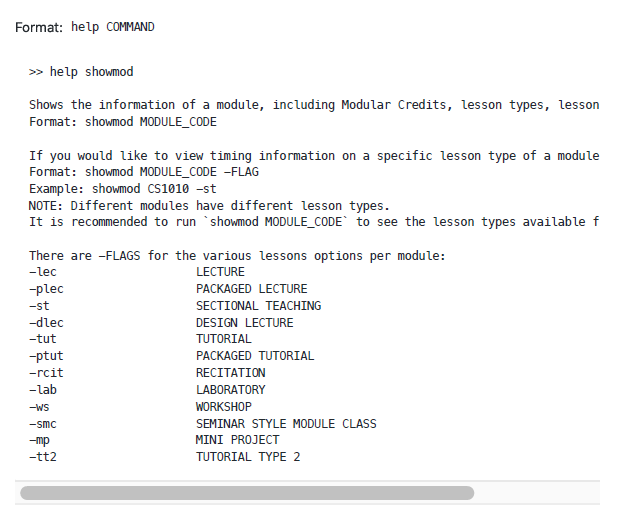 Format: help COMMAND
>> help showmod
Shows the information of a module, including Modular Credits, lesson types, lesson
Format: showmod MODULE_CODE
If you would like to view timing information on a specific lesson type of a module
Format: showmod MODULE_CODE −FLAG
Example: showmod CS1010 −st
NOTE: Different modules have different lesson types.
It is recommended to run `showmod MODULE_CODE` to see the lesson types available f
There are −FLAGS for the various lessons options per module:
−lec LECTURE
−plec PACKAGED LECTURE
−st SECTIONAL TEACHING
−dlec DESIGN LECTURE
−tut TUTORIAL
−ptut PACKAGED TUTORIAL
−rcit RECITATION
−lab LABORATORY
−ws WORKSHOP
−smc SEMINAR STYLE MODULE CLASS
−mp MINI PROJECT
−tt2 TUTORIAL TYPE 2